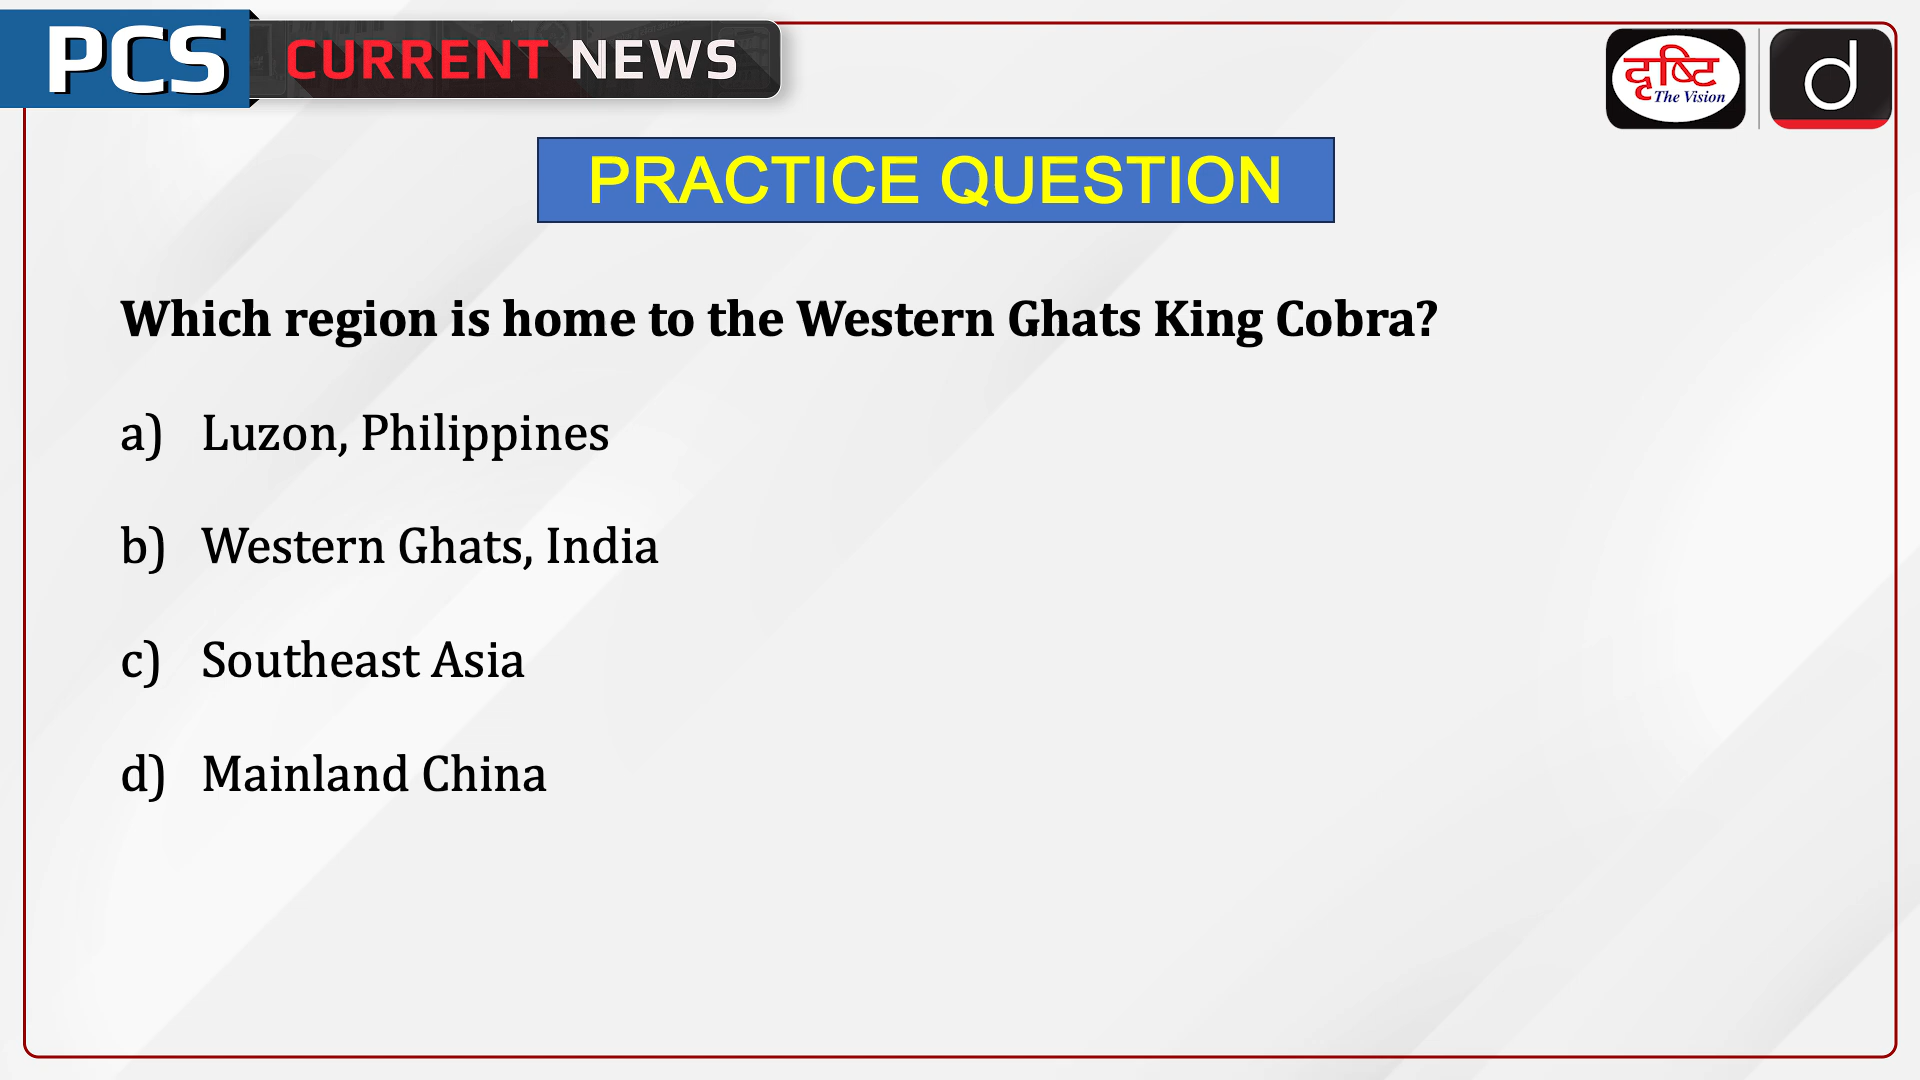 PCS CURRENT NEWS
दृष्टि
The Vision
d
PRACTICE QUESTION
Which region is home to the Western Ghats King Cobra?
a) Luzon, Philippines
b) Western Ghats, India
c) Southeast Asia
d) Mainland China